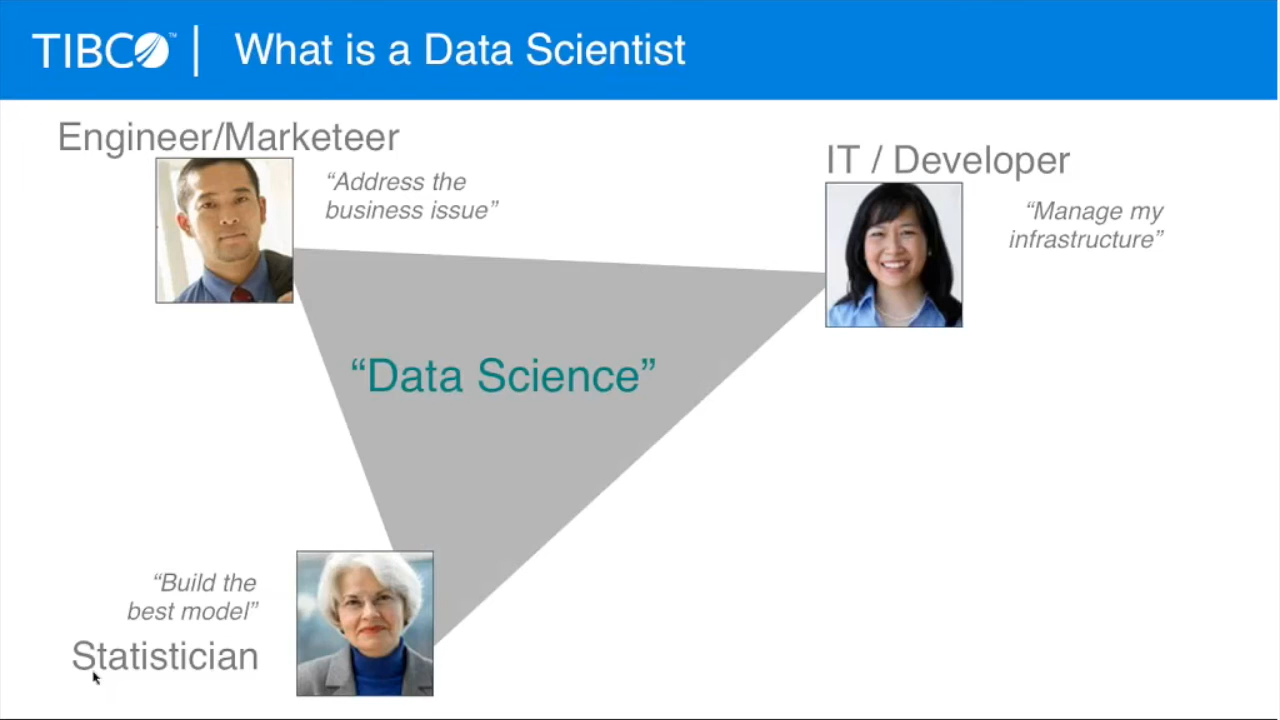 TIBCO™ | What is a Data Scientist
Engineer/Marketeer
“Address the
business issue”
IT / Developer
“Manage my
infrastructure”
“Data Science”
“Build the
best model”
Statistician